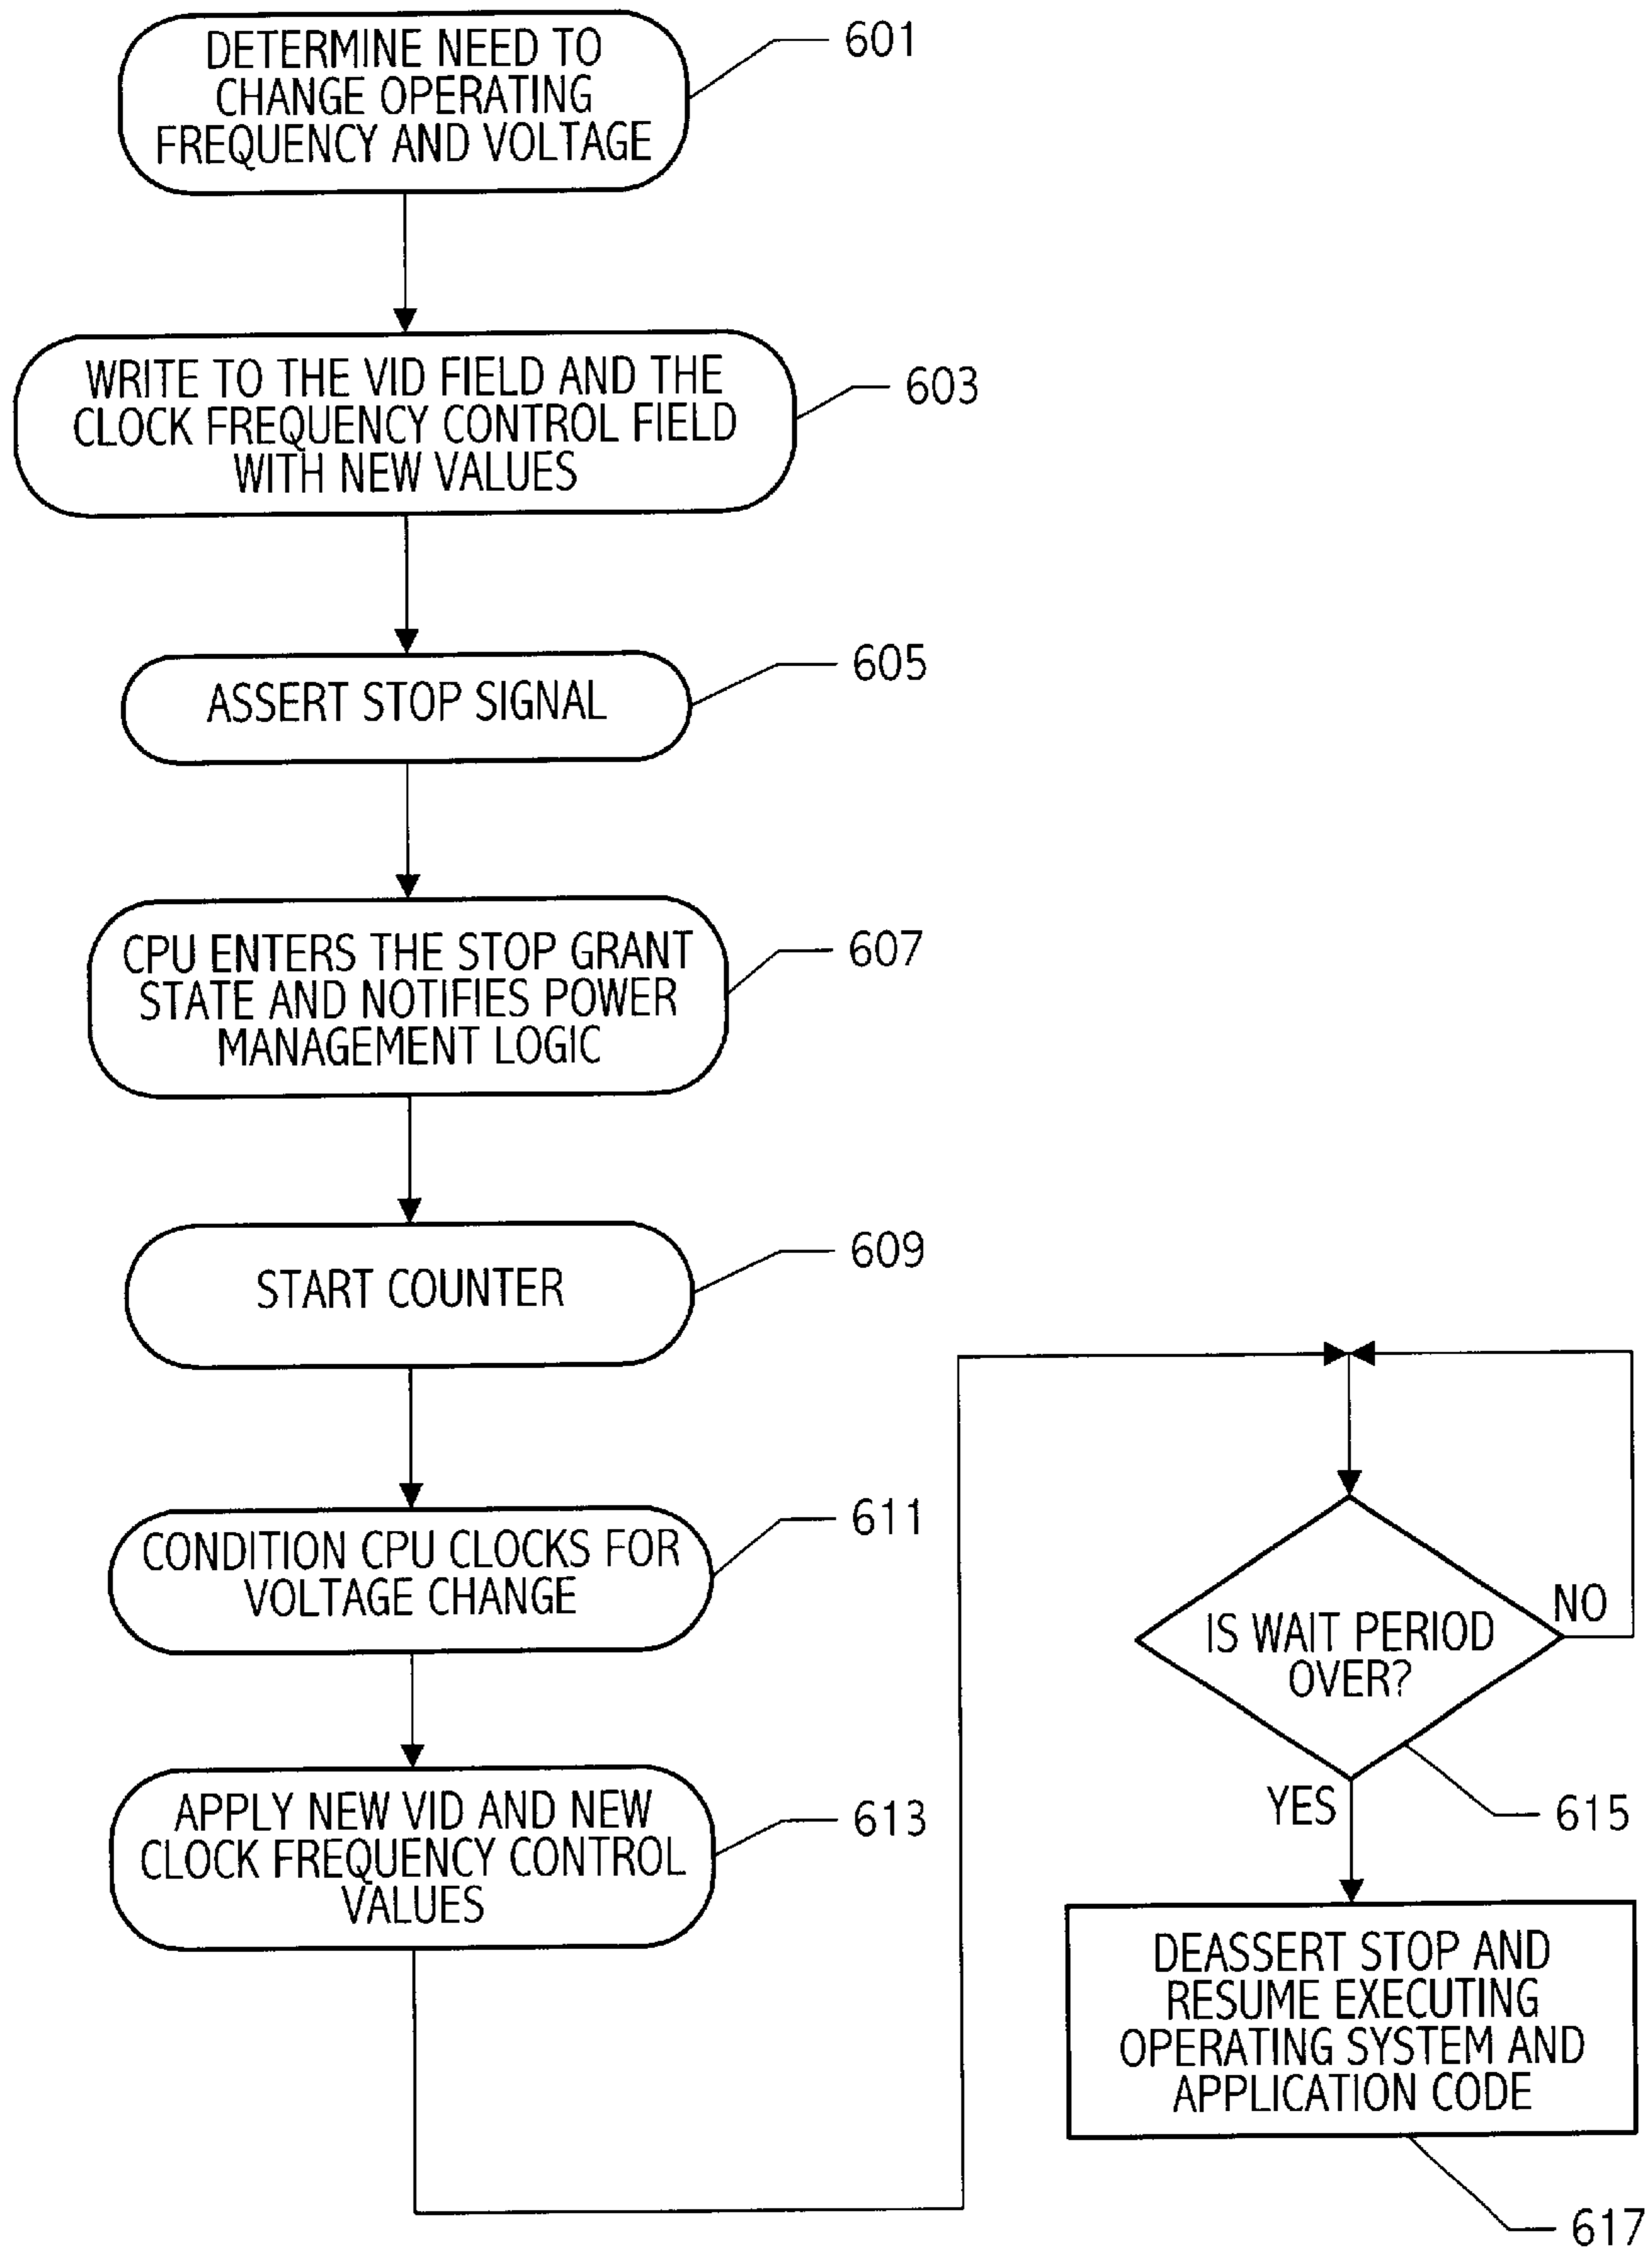 DETERMINE NEED TO
CHANGE OPERATING
FREQUENCY AND VOLTAGE
601
WRITE TO THE VID FIELD AND THE
CLOCK FREQUENCY CONTROL FIELD
WITH NEW VALUES
603
ASSERT STOP SIGNAL
605
CPU ENTERS THE STOP GRANT
STATE AND NOTIFIES POWER
MANAGEMENT LOGIC
607
START COUNTER
609
CONDITION CPU CLOCKS FOR
VOLTAGE CHANGE
611
APPLY NEW VID AND NEW
CLOCK FREQUENCY CONTROL
VALUES
613
IS WAIT PERIOD
OVER?
NO
YES
615
DEASSERT STOP AND
RESUME EXECUTING
OPERATING SYSTEM AND
APPLICATION CODE
617